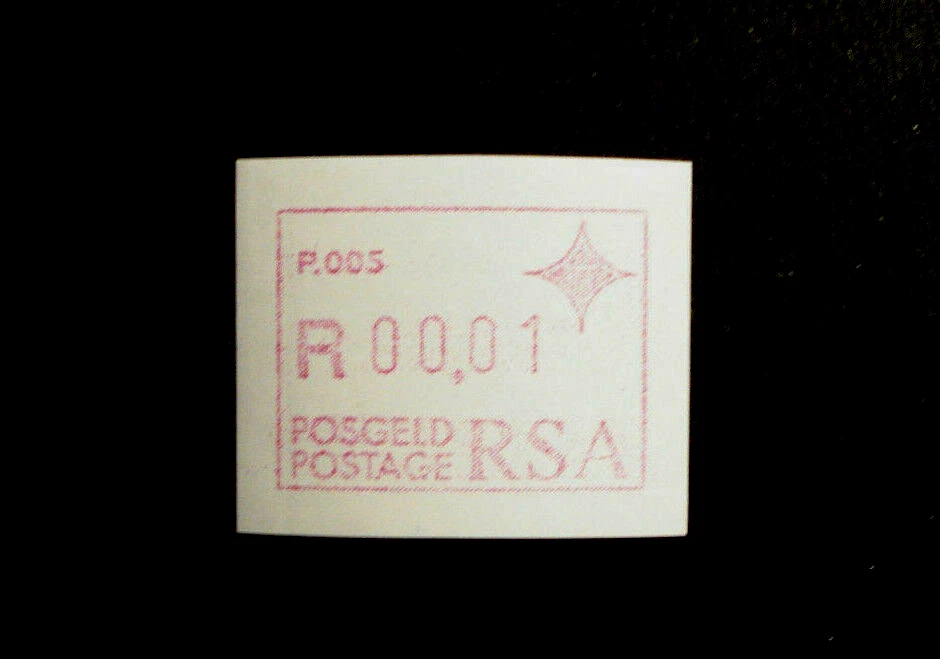 P.005
R 00,01
POSGELD
POSTAGE RSA